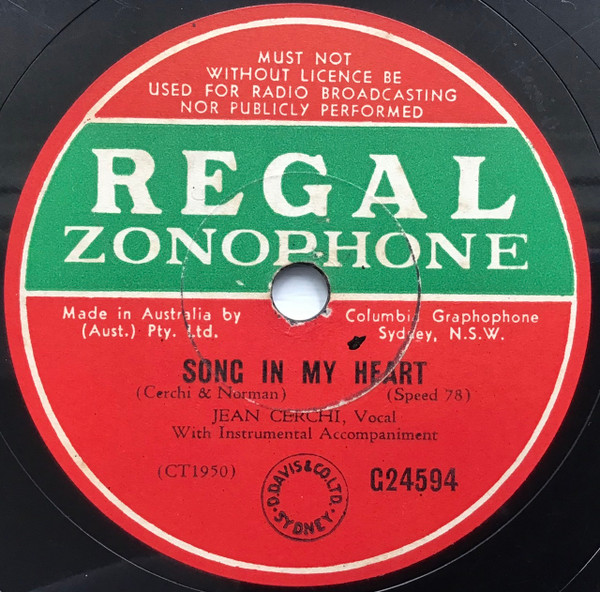 MUST NOT
WITHOUT LICENCE BE
USED FOR RADIO BROADCASTING
NOR PUBLICLY PERFORMED
REGAL
ZONOPHONE
Made in Australia by Columbia Graphophone
(Aust.) Pty. Ltd. Sydney, N.S.W.
SONG IN MY HEART
(Cerchi & Norman) (Speed 78)
JEAN CERCHI, Vocal
With Instrumental Accompaniment
(CT1950) G24594
D.DAVIS&CO.LTD.
SYDNEY